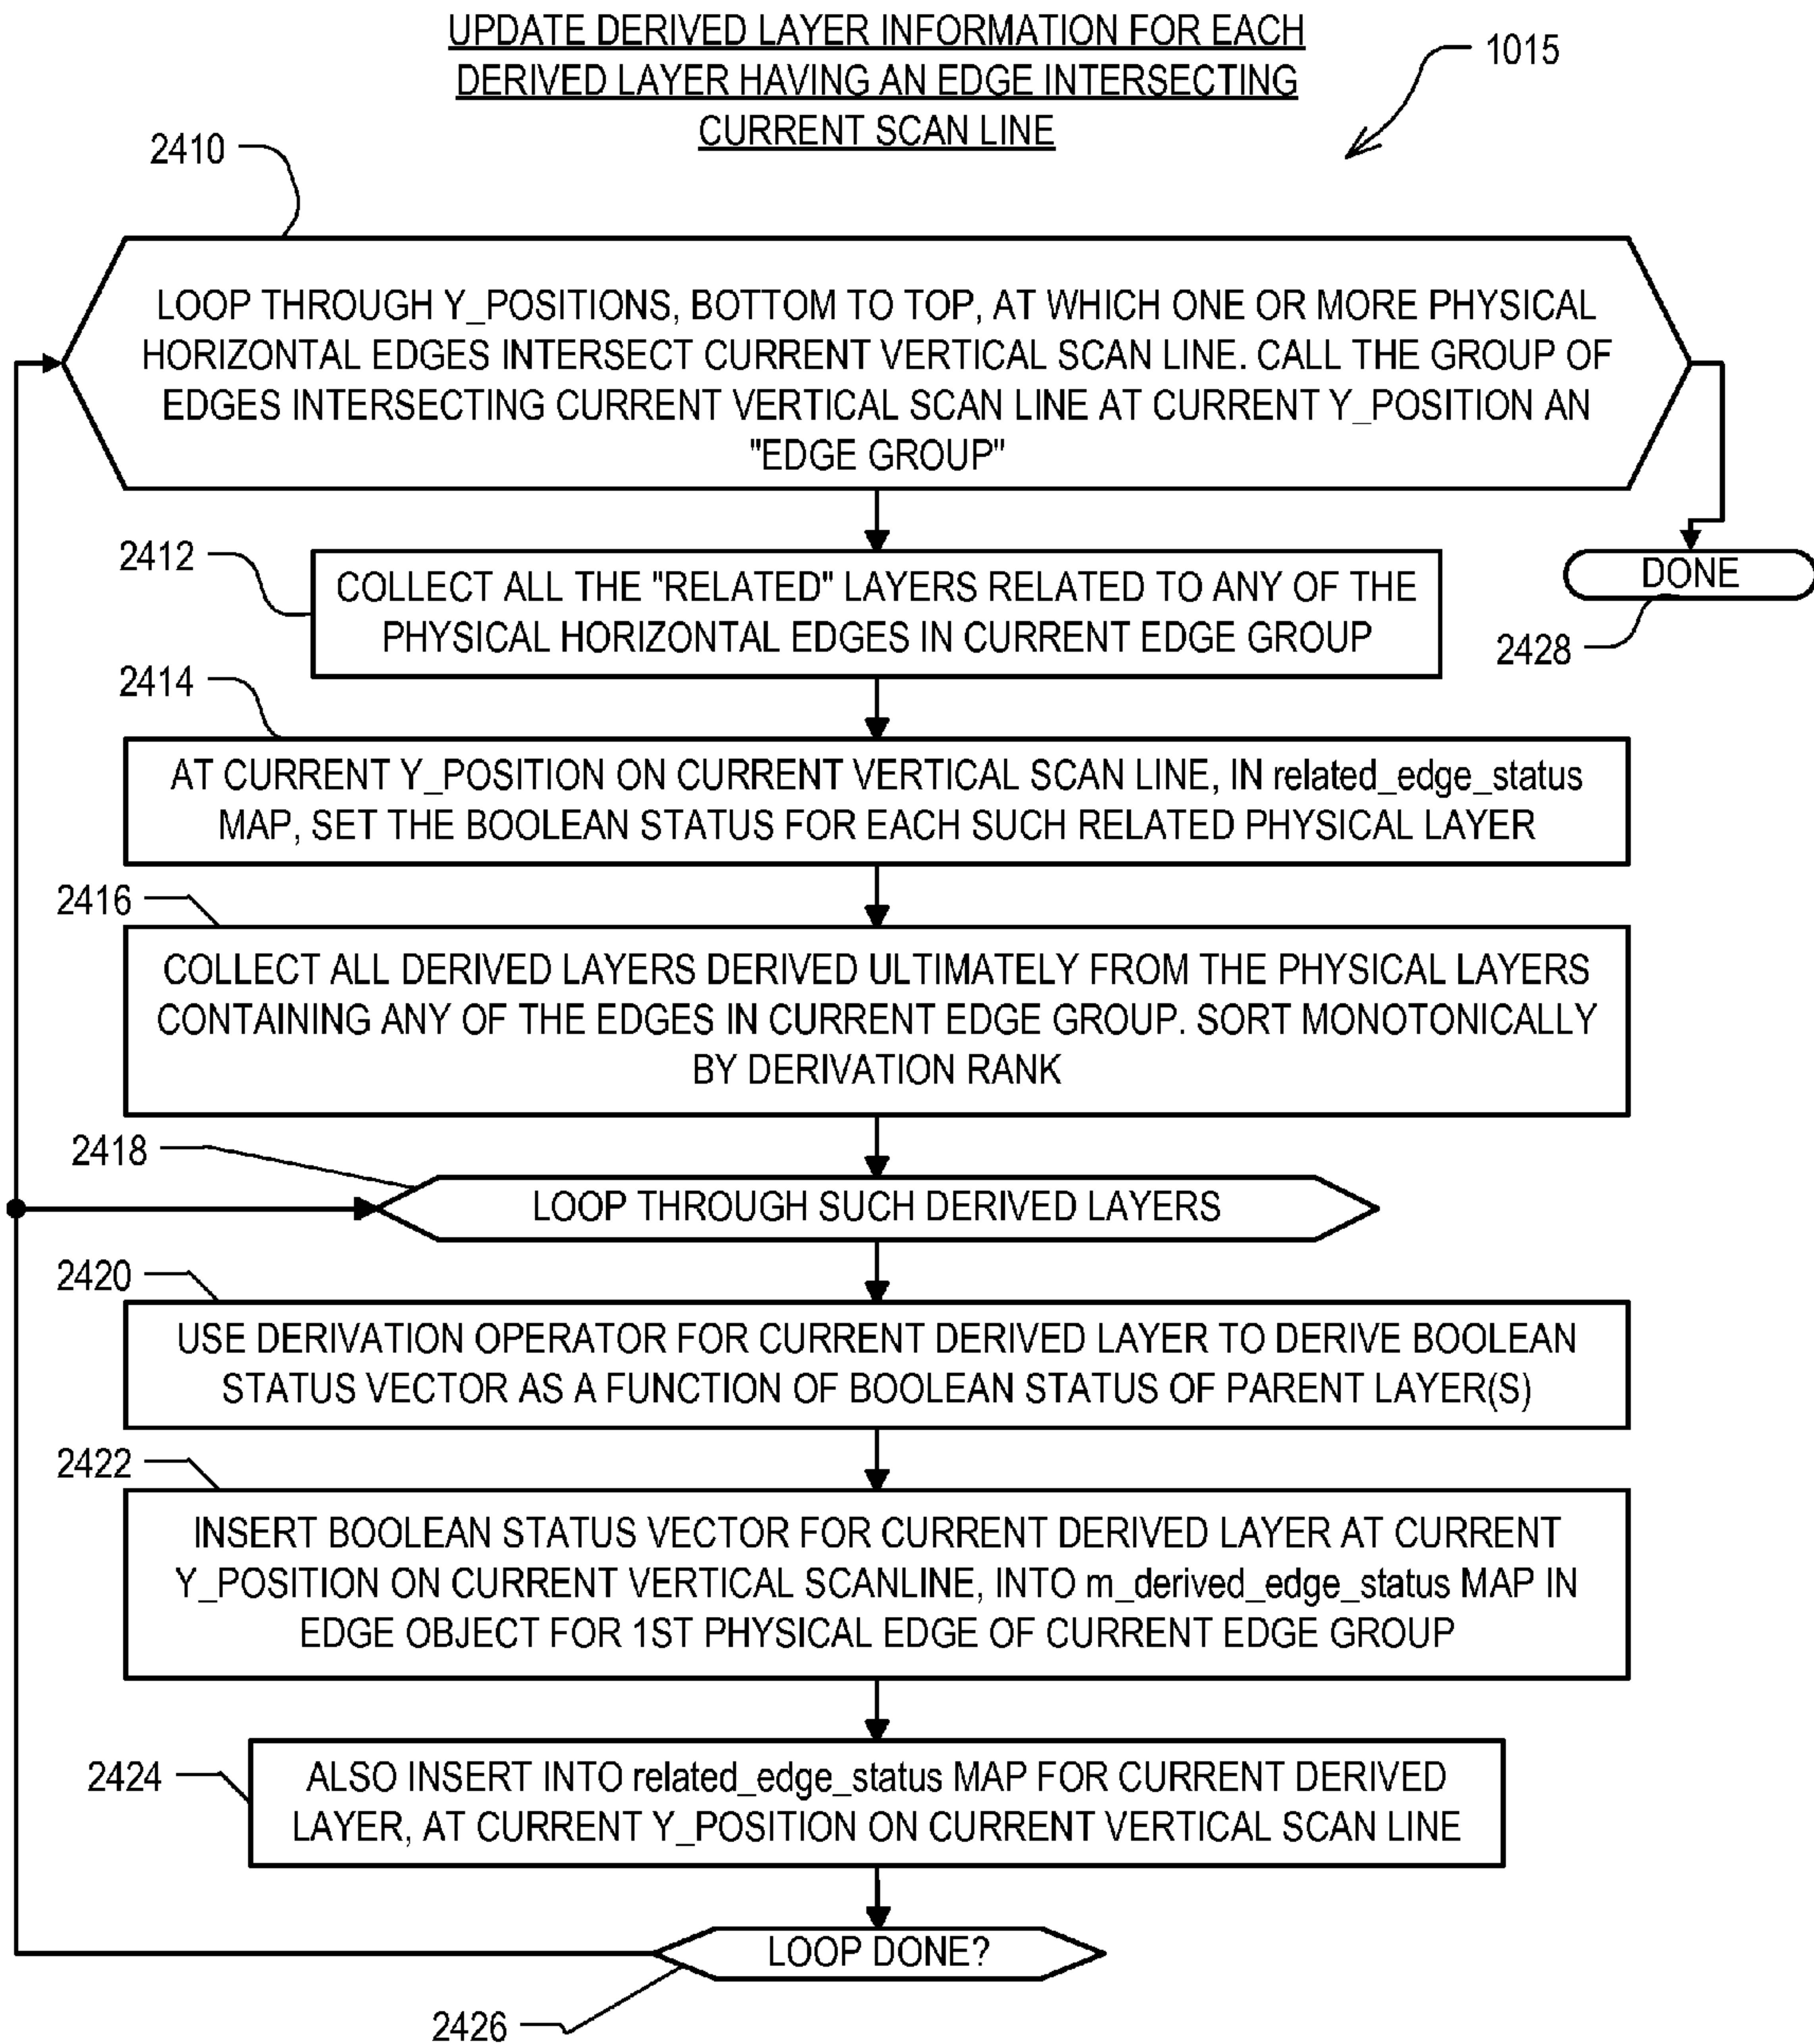 UPDATE DERIVED LAYER INFORMATION FOR EACH
DERIVED LAYER HAVING AN EDGE INTERSECTING
CURRENT SCAN LINE
1015
2410
LOOP THROUGH Y_POSITIONS, BOTTOM TO TOP, AT WHICH ONE OR MORE PHYSICAL
HORIZONTAL EDGES INTERSECT CURRENT VERTICAL SCAN LINE. CALL THE GROUP OF
EDGES INTERSECTING CURRENT VERTICAL SCAN LINE AT CURRENT Y_POSITION AN
"EDGE GROUP"
2412
COLLECT ALL THE "RELATED" LAYERS RELATED TO ANY OF THE
PHYSICAL HORIZONTAL EDGES IN CURRENT EDGE GROUP
DONE
2428
2414
AT CURRENT Y_POSITION ON CURRENT VERTICAL SCAN LINE, IN related_edge_status
MAP, SET THE BOOLEAN STATUS FOR EACH SUCH RELATED PHYSICAL LAYER
2416
COLLECT ALL DERIVED LAYERS DERIVED ULTIMATELY FROM THE PHYSICAL LAYERS
CONTAINING ANY OF THE EDGES IN CURRENT EDGE GROUP. SORT MONOTONICALLY
BY DERIVATION RANK
2418
LOOP THROUGH SUCH DERIVED LAYERS
2420
USE DERIVATION OPERATOR FOR CURRENT DERIVED LAYER TO DERIVE BOOLEAN
STATUS VECTOR AS A FUNCTION OF BOOLEAN STATUS OF PARENT LAYER(S)
2422
INSERT BOOLEAN STATUS VECTOR FOR CURRENT DERIVED LAYER AT CURRENT
Y_POSITION ON CURRENT VERTICAL SCANLINE, INTO m_derived_edge_status MAP IN
EDGE OBJECT FOR 1ST PHYSICAL EDGE OF CURRENT EDGE GROUP
2424
ALSO INSERT INTO related_edge_status MAP FOR CURRENT DERIVED
LAYER, AT CURRENT Y_POSITION ON CURRENT VERTICAL SCAN LINE
LOOP DONE?
2426